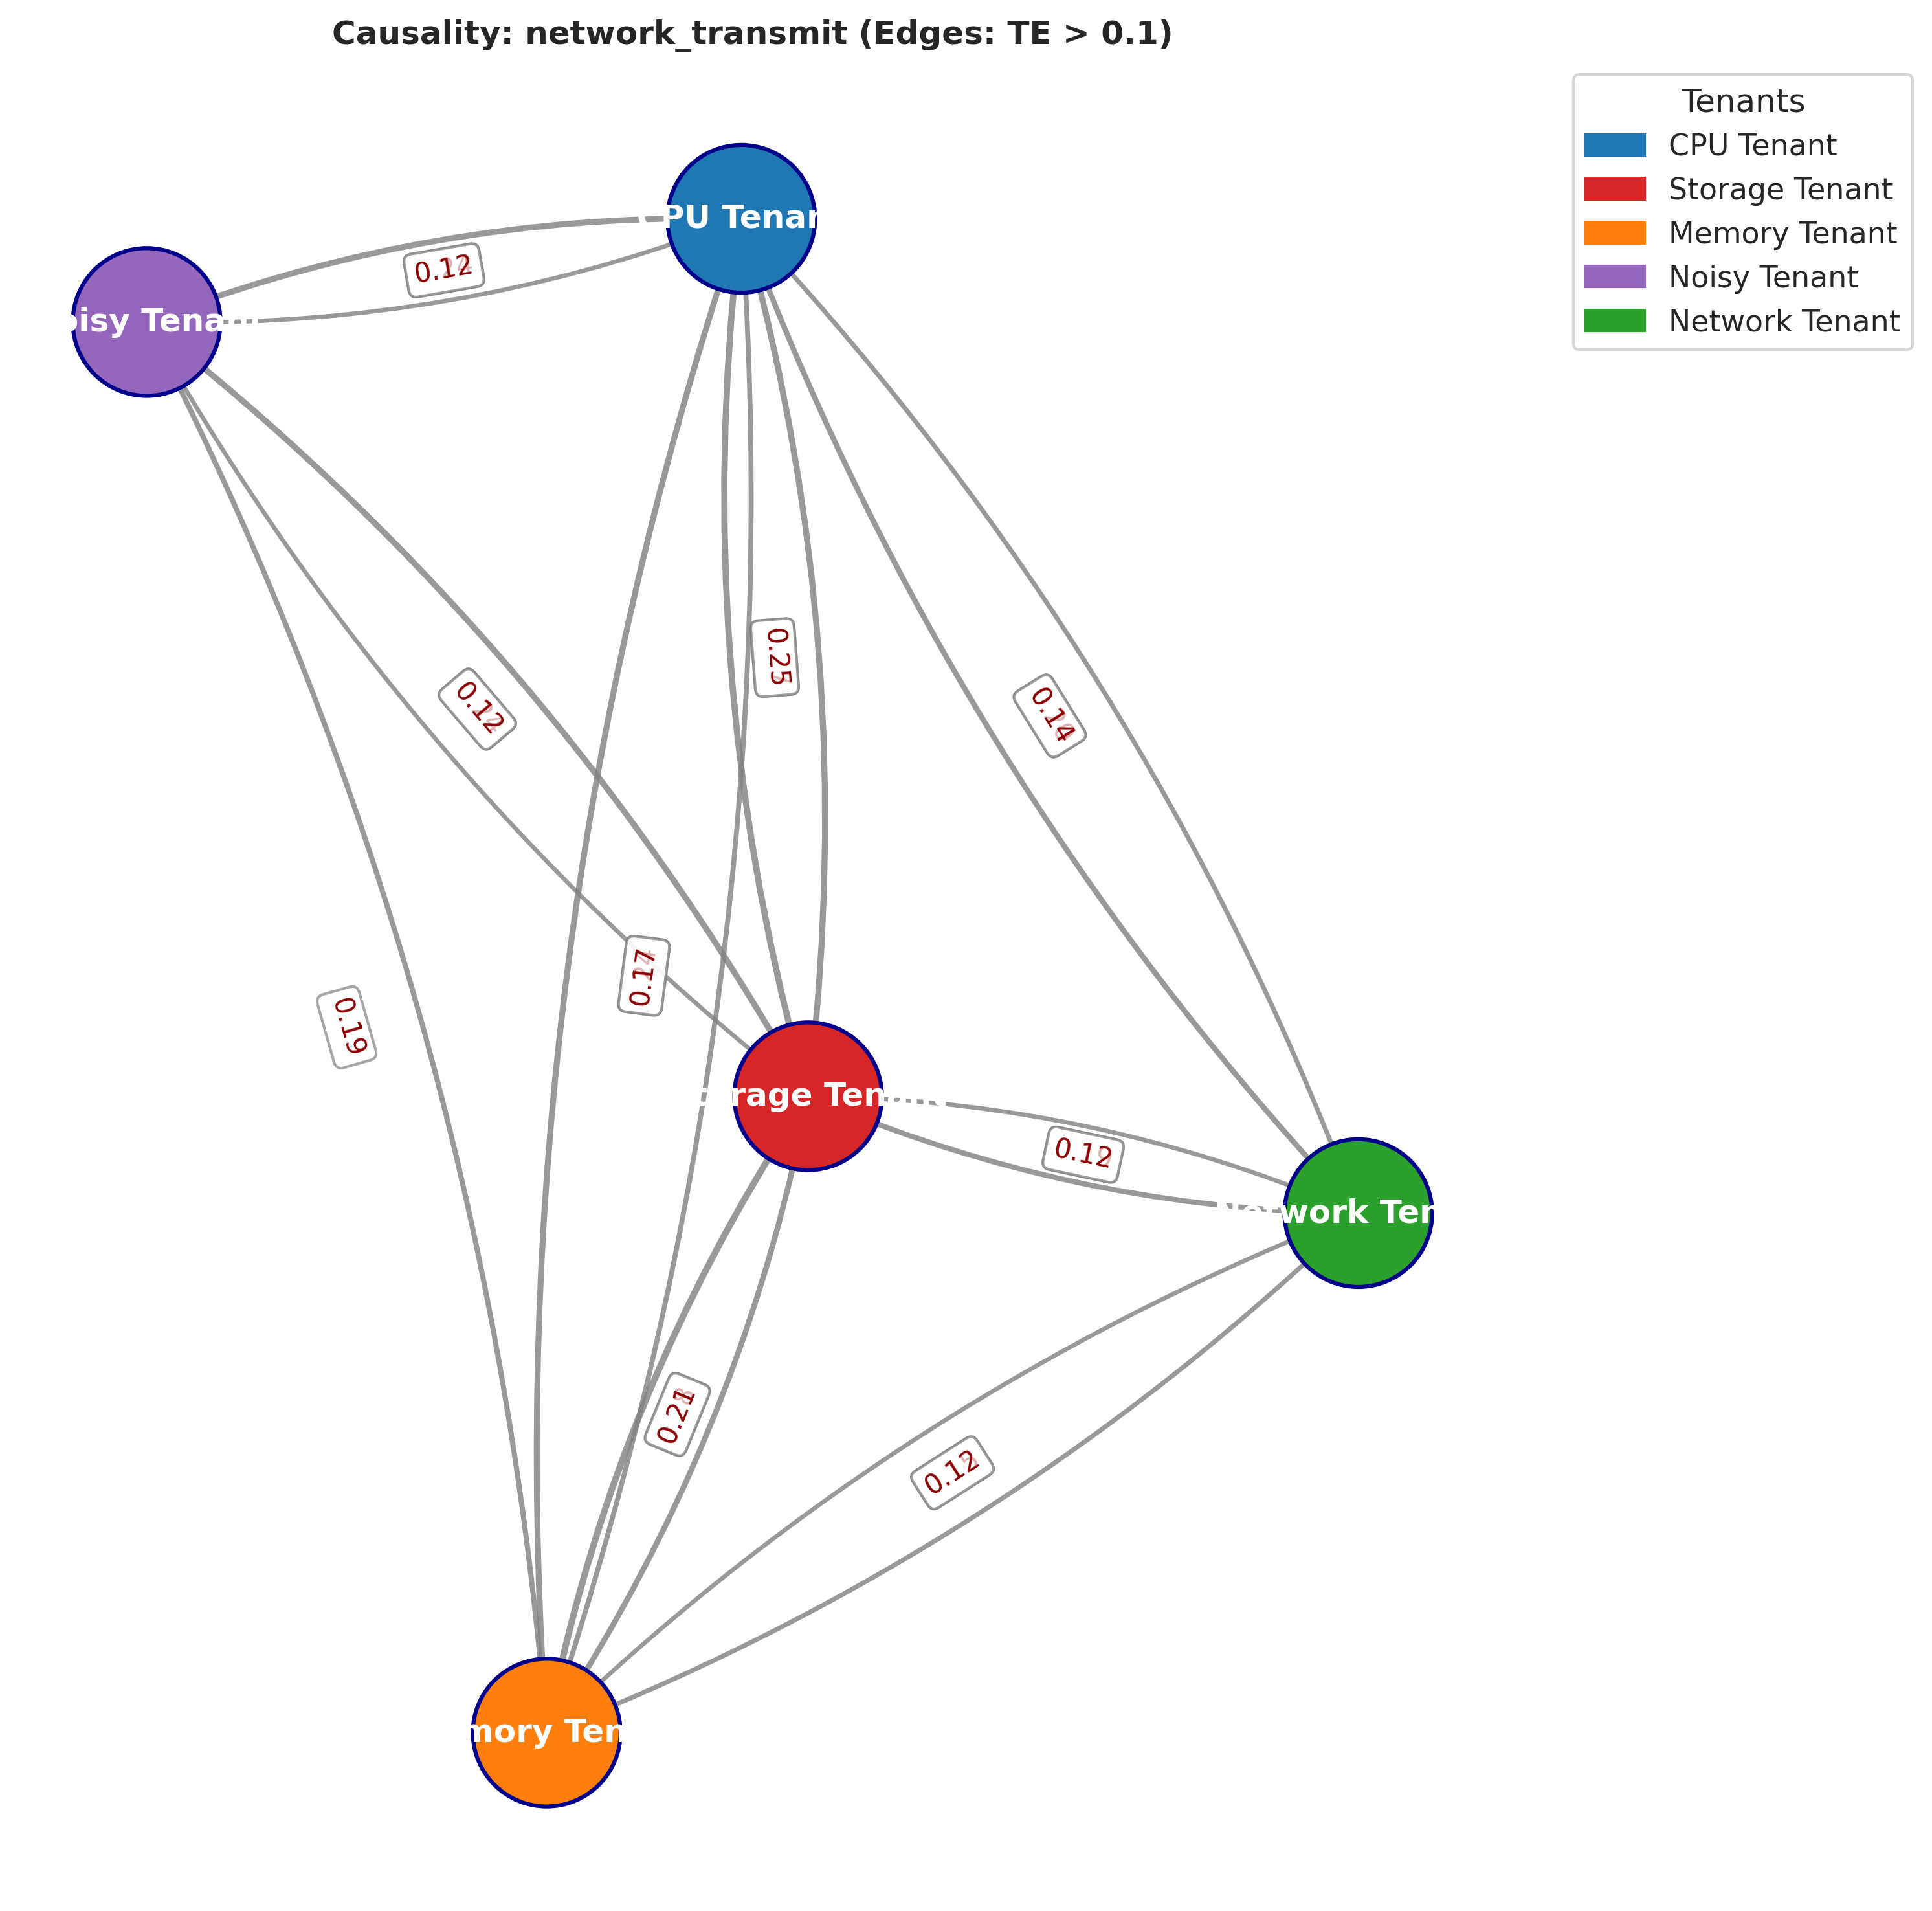 Causality: network_transmit (Edges: TE > 0.1)
Tenants
CPU Tenant
Storage Tenant
Memory Tenant
Noisy Tenant
Network Tenant
PU Tenan
oisy Tena
0.12
0.25
0.12
0.14
0.17
0.19
rage Ten
0.12
work Ten
0.21
0.12
mory Ten